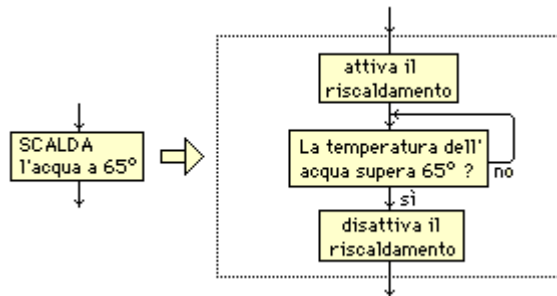 SCALDA
l'acqua a 65°
attiva il
riscaldamento
La temperatura dell'
acqua supera 65° ?
no
sì
disattiva il
riscaldamento